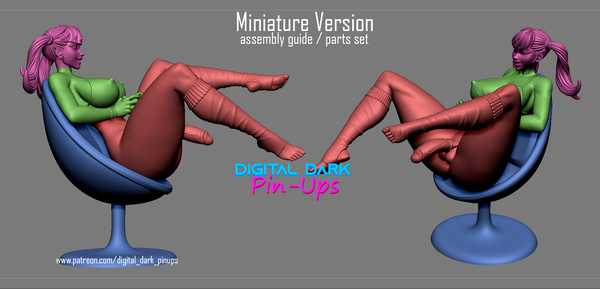 Miniature Version
assembly guide / parts set
DIGITAL DARK
Pin-Ups
www.patreon.com/digital_dark_pinups